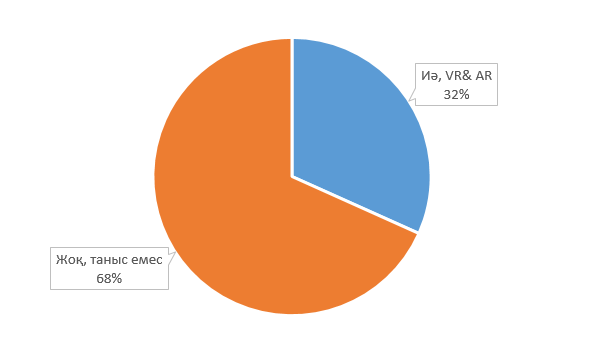 Иә, VR& AR
32%
Жоқ, таныс емес
68%